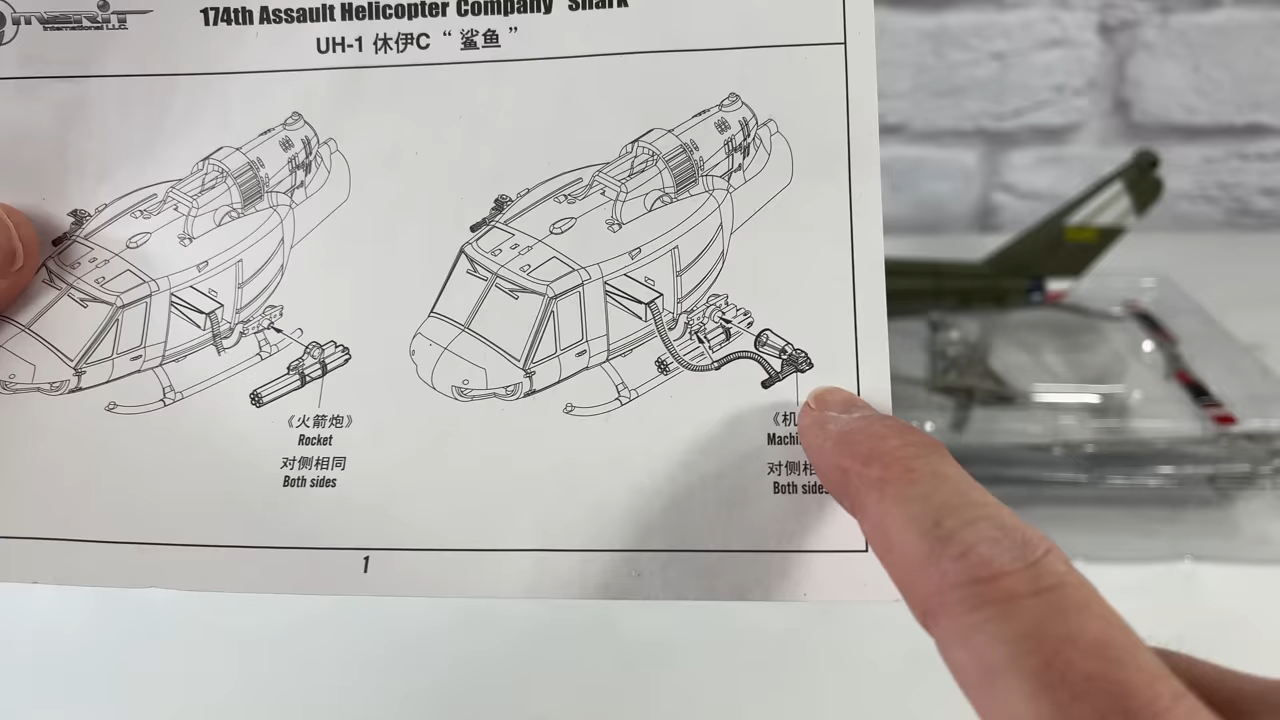 MERIT
International L.L.C.
174th Assault Helicopter Company "Shark"
UH-1 休伊C “ 鲨鱼 ”
《火箭炮》
Rocket
对侧相同
Both sides
《机
Machi
对侧相
Both sides
1